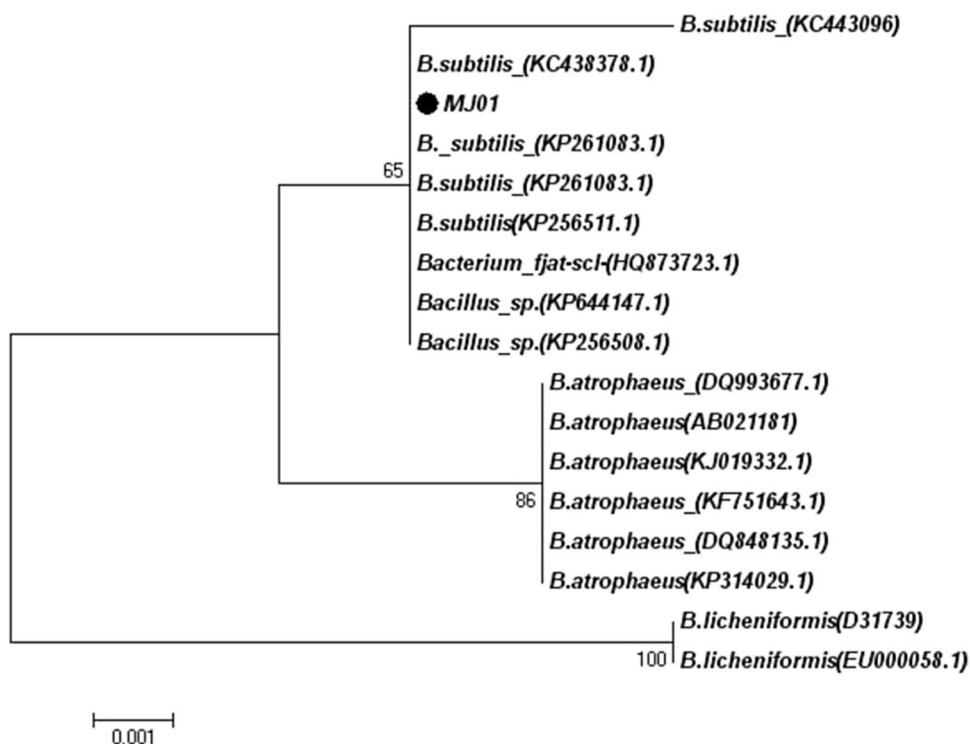 B.subtilis_(KC443096)
B.subtilis_(KC438378.1)
MJ01
B._subtilis_(KP261083.1)
65
B.subtilis_(KP261083.1)
B.subtilis(KP256511.1)
Bacterium_fjat-scl-(HQ873723.1)
Bacillus_sp.(KP644147.1)
Bacillus_sp.(KP256508.1)
B.atrophaeus_(DQ993677.1)
B.atrophaeus(AB021181)
B.atrophaeus(KJ019332.1)
86
B.atrophaeus_(KF751643.1)
B.atrophaeus_(DQ848135.1)
B.atrophaeus(KP314029.1)
B.licheniformis(D31739)
100
B.licheniformis(EU000058.1)
0.001